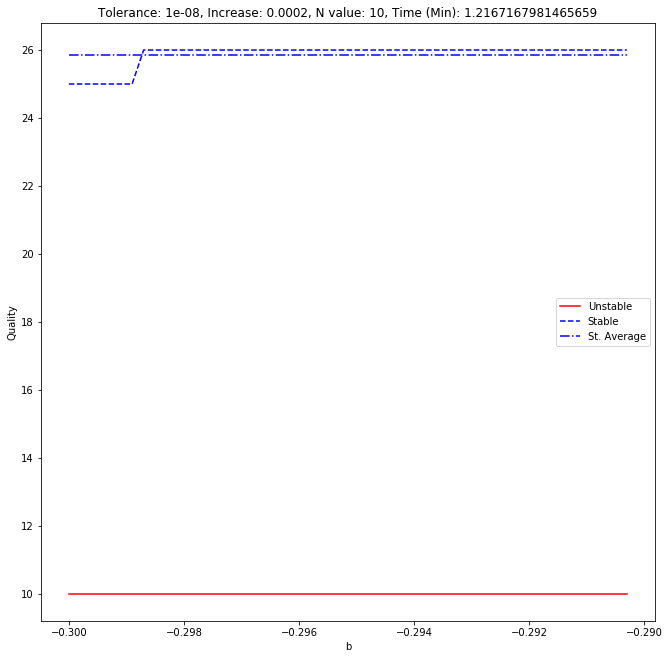 Tolerance: 1e-08, Increase: 0.0002, N value: 10, Time (Min): 1.2167167981465659
26
24
22
20
18
16
14
12
10
Quality
Unstable
Stable
St. Average
−0.300
−0.298
−0.296
−0.294
−0.292
−0.290
b